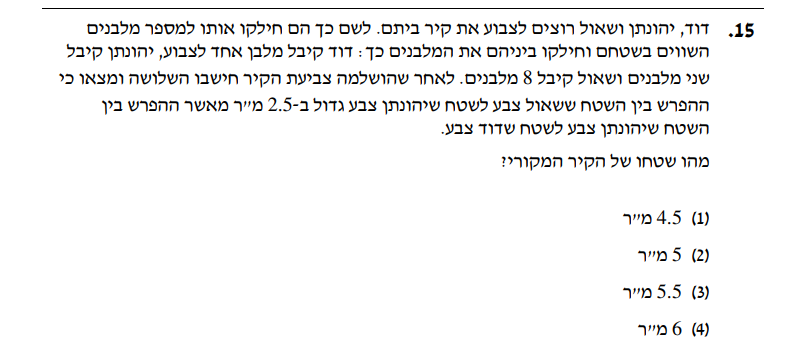 15. דוד, יהונתן ושאול רוצים לצבוע את קיר ביתם. לשם כך הם חילקו אותו למספר מלבנים
השווים בשטחם וחילקו ביניהם את המלבנים כך: דוד קיבל מלבן אחד לצבוע, יהונתן קיבל
שני מלבנים ושאול קיבל 8 מלבנים. לאחר שהושלמה צביעת הקיר חישבו השלושה ומצאו כי
ההפרש בין השטח ששאול צבע לשטח שיהונתן צבע גדול ב-2.5 מ״ר מאשר ההפרש בין
השטח שיהונתן צבע לשטח שדוד צבע.
מהו שטחו של הקיר המקורי?
(1) 4.5 מ״ר
(2) 5 מ״ר
(3) 5.5 מ״ר
(4) 6 מ״ר